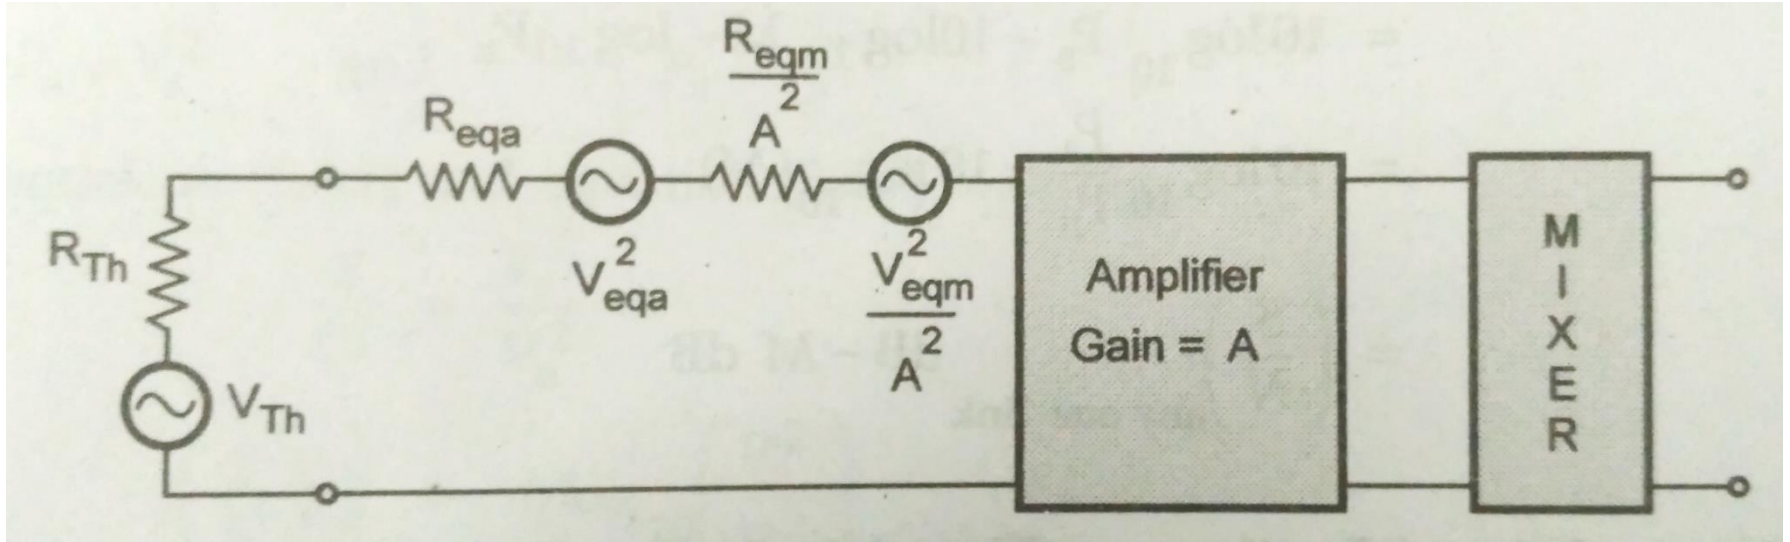 R_eqm
A^2
R_eqa
R_Th
V^2_eqa
V^2_eqm
A^2
V_Th
Amplifier
Gain = A
M
I
X
E
R